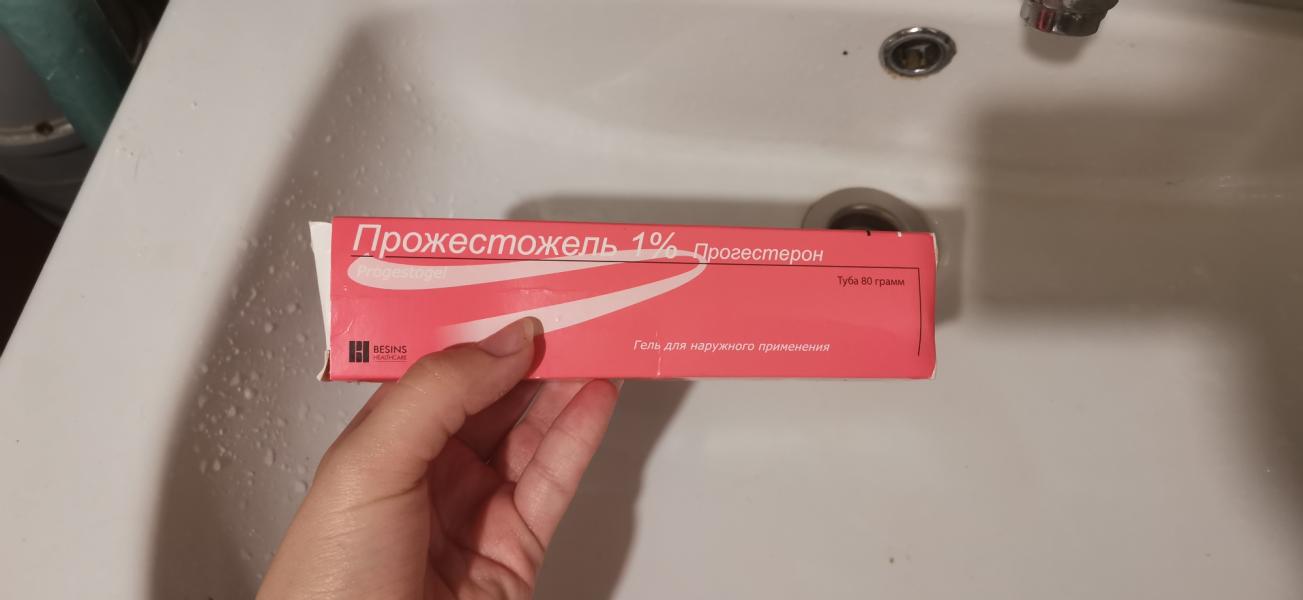 Прожестожель 1% Прогестерон
Progestogel
Туба 80 грамм
Гель для наружного применения
BESINS
HEALTHCARE